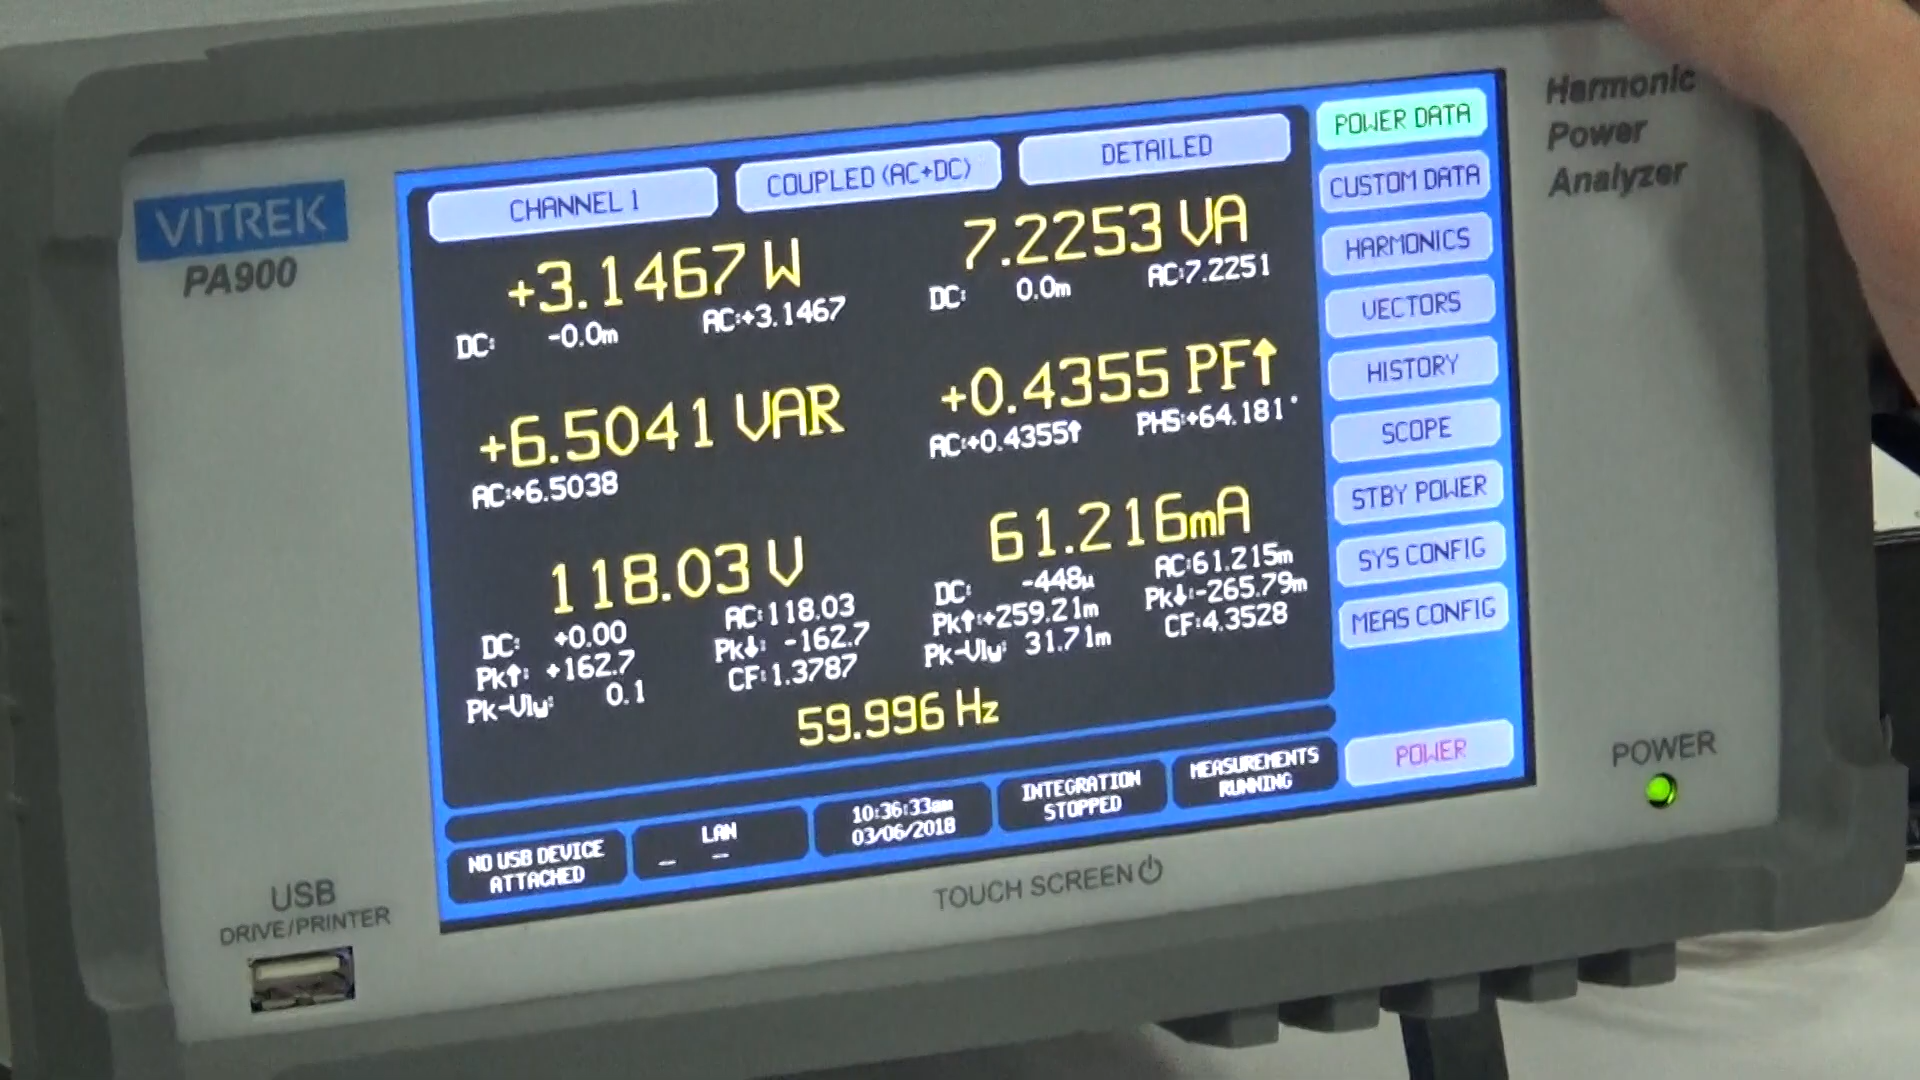 Harmonic
Power
Analyzer
VITREK
PA900
CHANNEL 1
COUPLED (AC+DC)
DETAILED
+3.1467 W
DC: -0.0m AC:+3.1467
7.2253 VA
DC: 0.0m AC:7.2251
+6.5041 VAR
AC:+6.5038
+0.4355 PF↑
AC:+0.4355↑ PHS:+64.181°
118.03 V
DC: +0.00 AC:118.03
Pk↑: +162.7 Pk↓: -162.7
Pk-Vly: 0.1 CF:1.3787
61.216mA
DC: -448µ AC:61.215m
Pk↑:+259.21m Pk↓:-265.79m
Pk-Vly: 31.71m CF:4.3528
59.996 Hz
POWER DATA
CUSTOM DATA
HARMONICS
VECTORS
HISTORY
SCOPE
STBY POWER
SYS CONFIG
MEAS CONFIG
POWER
NO USB DEVICE
ATTACHED
LAN
_ –
10:36:33am
03/06/2018
INTEGRATION
STOPPED
MEASUREMENTS
RUNNING
POWER
TOUCH SCREEN
USB
DRIVE/PRINTER